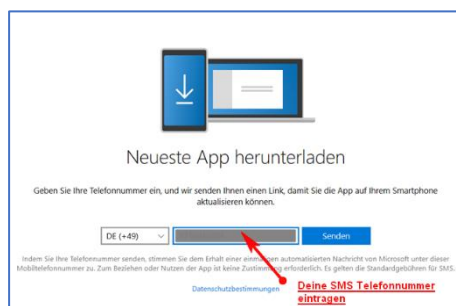 Neueste App herunterladen
Geben Sie Ihre Telefonnummer ein, und wir senden Ihnen einen Link, damit Sie die App auf Ihrem Smartphone
aktualisieren können.
DE (+49)
Senden
Indem Sie Ihre Telefonnummer senden, stimmen Sie dem Erhalt einer einmaligen automatisierten Nachricht von Microsoft unter dieser
Mobiltelefonnummer zu. Zum Beziehen oder Nutzen der App ist keine Zustimmung erforderlich. Es gelten die Standardgebühren für SMS.
Datenschutzbestimmungen
Deine SMS Telefonnummer
eintragen